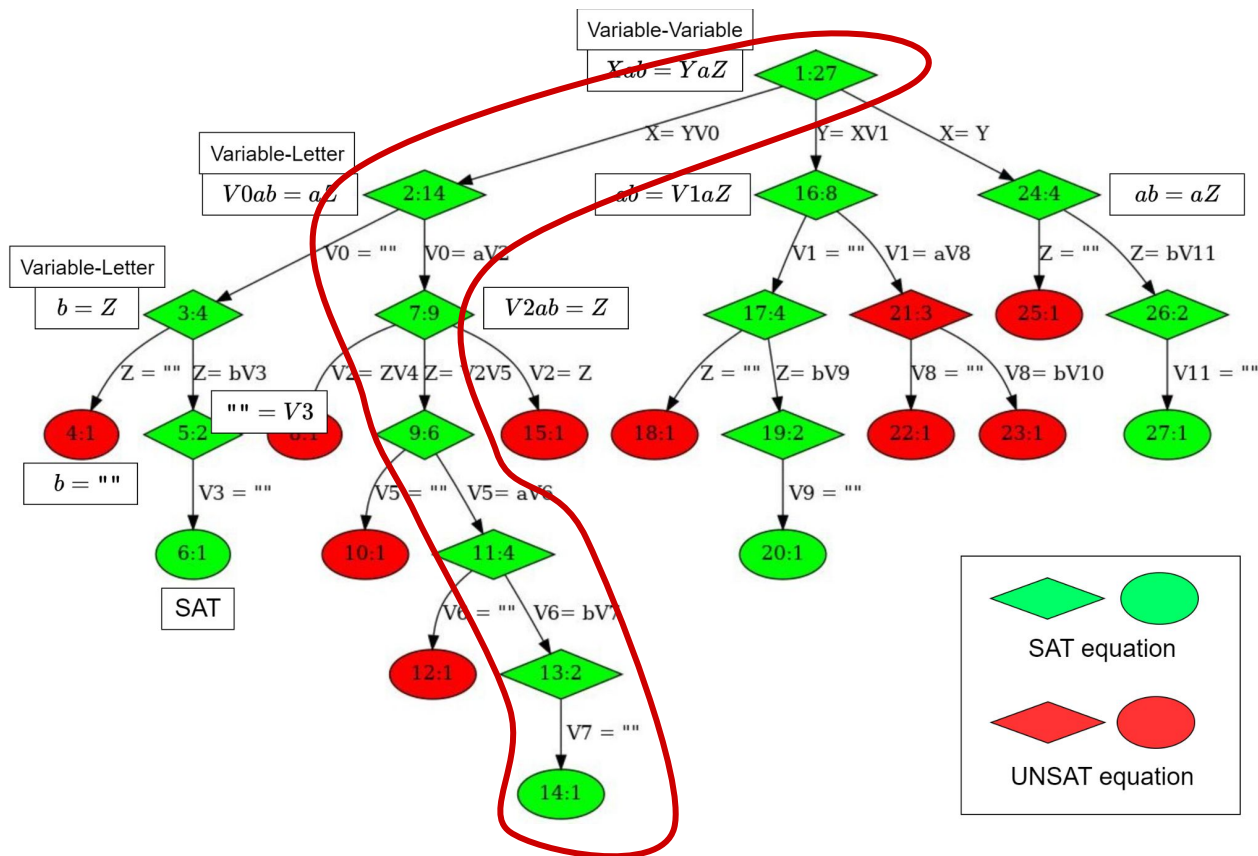 Variable-Variable
Xab = YaZ
1:27
X= YV0
Y= XV1
X= Y
Variable-Letter
V0ab = aZ
2:14
ab = V1aZ
16:8
24:4
ab = aZ
V0 = ""
V0= aV2
V1 = ""
V1= aV8
Z = ""
Z= bV11
Variable-Letter
b = Z
3:4
7:9
V2ab = Z
17:4
21:3
25:1
26:2
Z = ""
Z= bV3
V2= ZV4
Z= V2V5
V2= Z
Z = ""
Z= bV9
V8 = ""
V8= bV10
V11 = ""
"" = V3
4:1
5:2
8:1
9:6
15:1
18:1
19:2
22:1
23:1
27:1
b = ""
V3 = ""
V5 = ""
V5= aV6
V9 = ""
6:1
10:1
11:4
20:1
SAT
V6 = ""
V6= bV7
12:1
13:2
V7 = ""
14:1
SAT equation
UNSAT equation